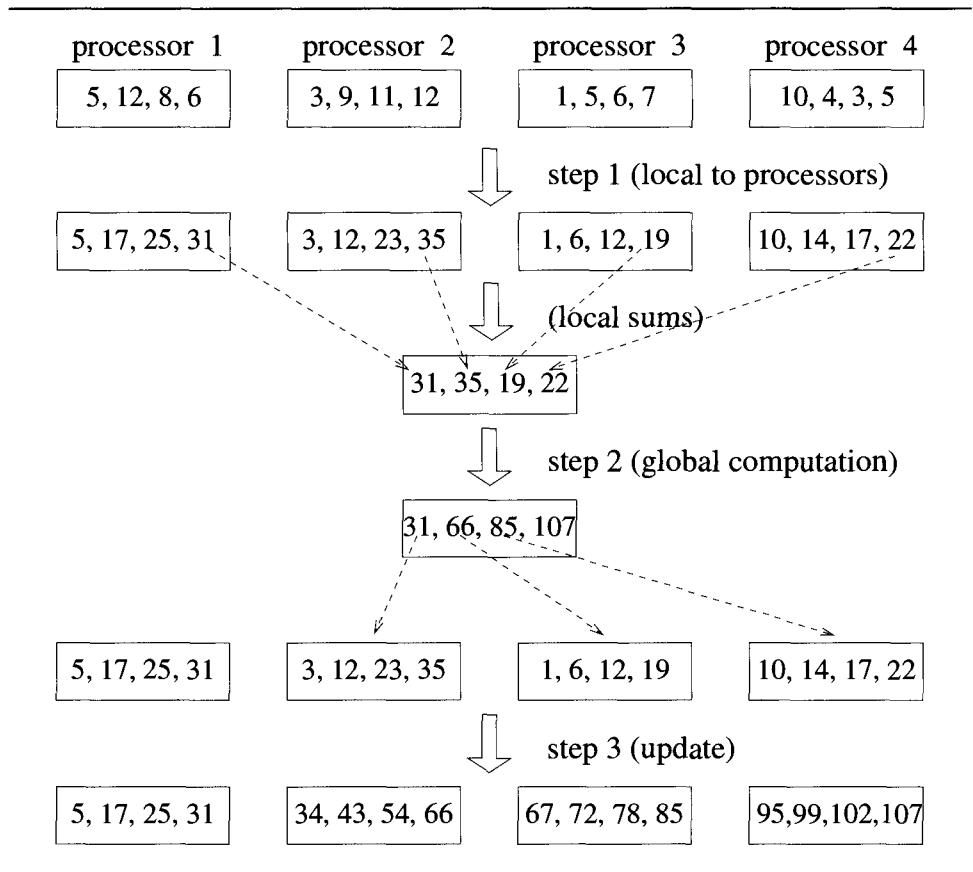 processor 1 processor 2 processor 3 processor 4
5, 12, 8, 6 3, 9, 11, 12 1, 5, 6, 7 10, 4, 3, 5
step 1 (local to processors)
5, 17, 25, 31 3, 12, 23, 35 1, 6, 12, 19 10, 14, 17, 22
(local sums)
31, 35, 19, 22
step 2 (global computation)
31, 66, 85, 107
5, 17, 25, 31 3, 12, 23, 35 1, 6, 12, 19 10, 14, 17, 22
step 3 (update)
5, 17, 25, 31 34, 43, 54, 66 67, 72, 78, 85 95,99,102,107